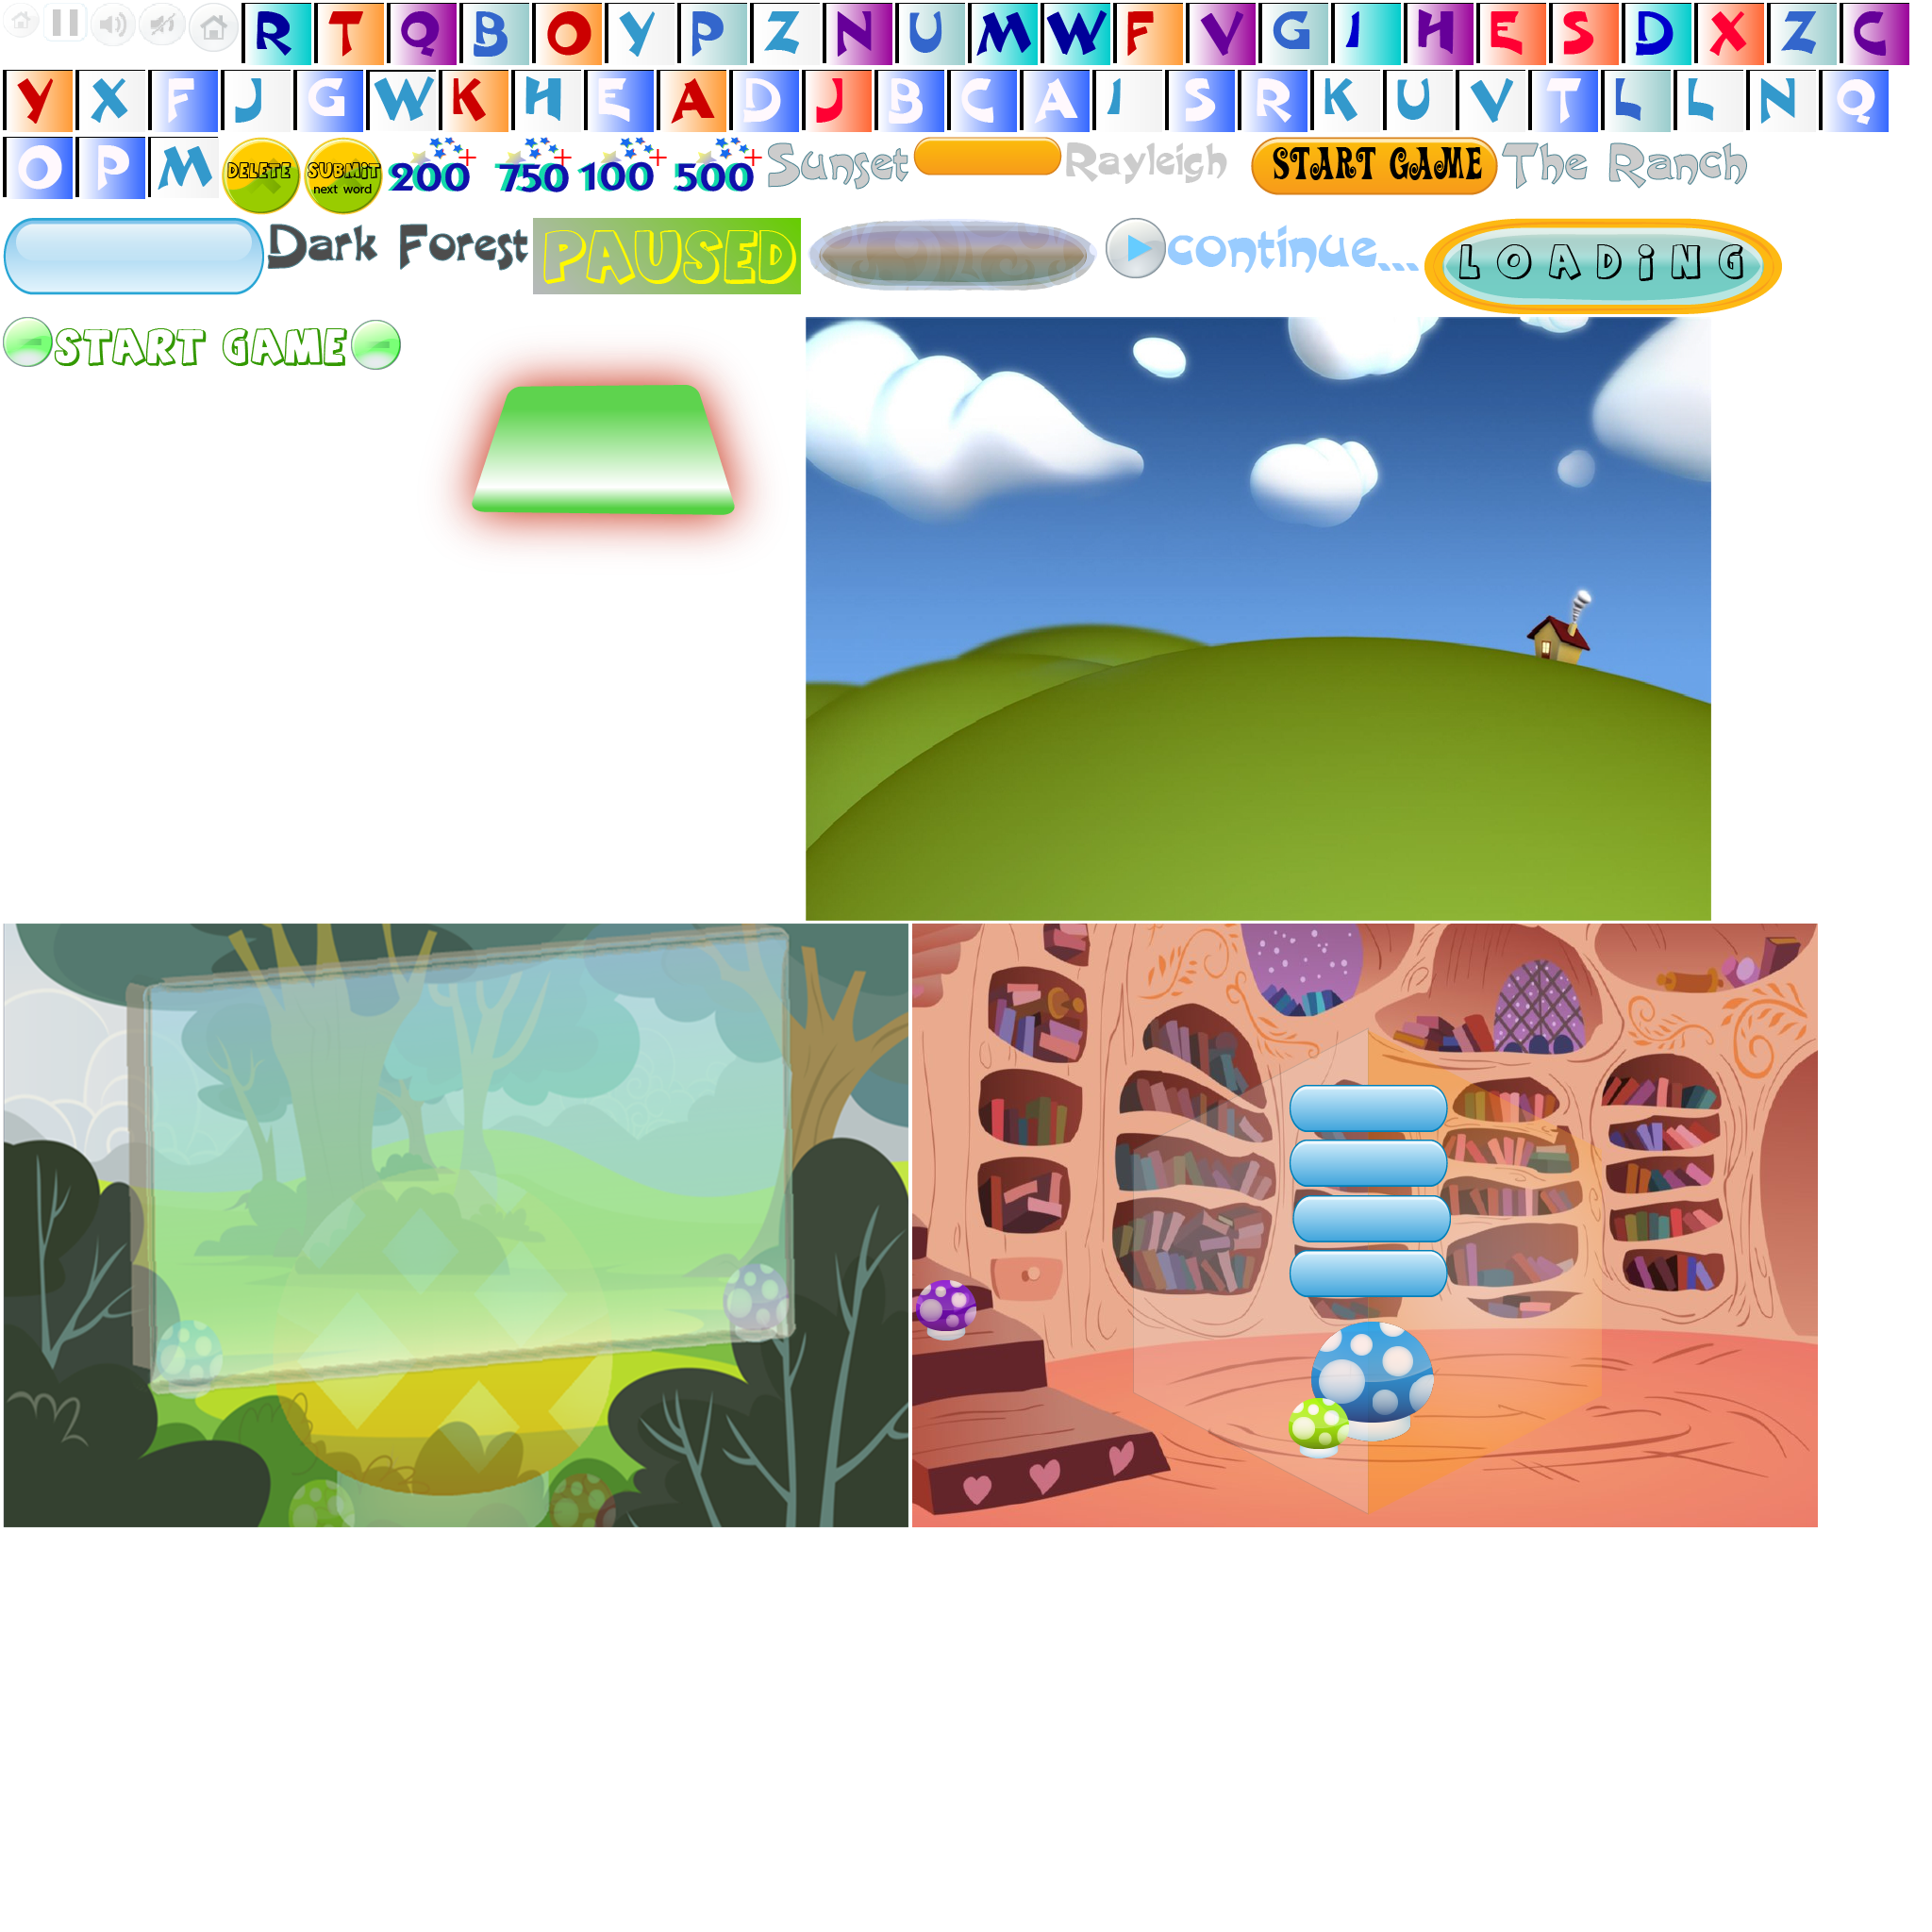 R T Q B O Y P Z N U M W F V G I H E S D X Z C
Y X F J G W K H E A D J B C A I S R K U V T L L N Q
O P M DELETE SUBMiT next word 200+ 750+ 100+ 500+ Sunset Rayleigh START GAME The Ranch
Dark Forest PAUSED continue... LOADiNG
START GAME